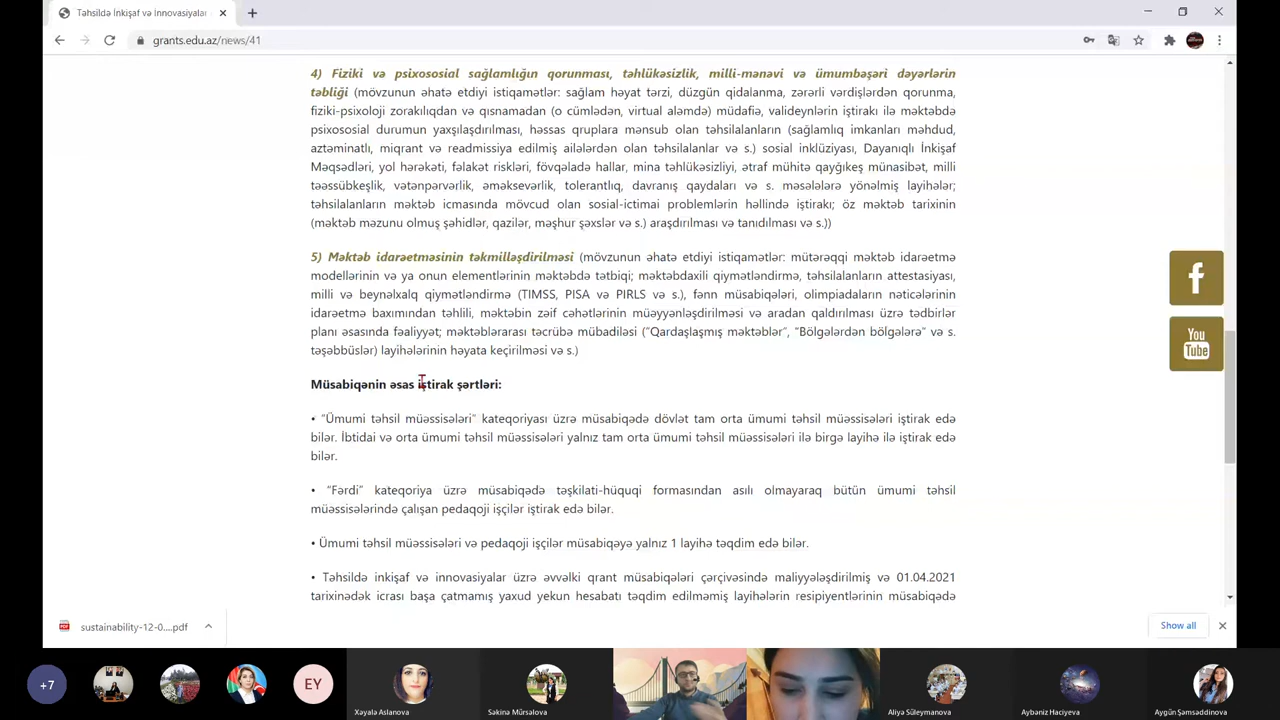 Təhsildə İnkişaf və İnnovasiyalar
grants.edu.az/news/41
4) Fiziki və psixososial sağlamlığın qorunması, təhlükəsizlik, milli-mənəvi və ümumbəşəri dəyərlərin
təbliği (mövzunun əhatə etdiyi istiqamətlər: sağlam həyat tərzi, düzgün qidalanma, zərərli vərdişlərdən qorunma,
fiziki-psixoloji zorakılıqdan və qısnamadan (o cümlədən, virtual aləmdə) müdafiə, valideynlərin iştirakı ilə məktəbdə
psixososial durumun yaxşılaşdırılması, həssas qruplara mənsub olan təhsilalanların (sağlamlıq imkanları məhdud,
aztəminatlı, miqrant və readmissiya edilmiş ailələrdən olan təhsilalanlar və s.) sosial inklüziyası, Dayanıqlı İnkişaf
Məqsədləri, yol hərəkəti, fəlakət riskləri, fövqəladə hallar, mina təhlükəsizliyi, ətraf mühitə qayğıkeş münasibət, milli
təəssübkeşlik, vətənpərvərlik, əməksevərlik, tolerantlıq, davranış qaydaları və s. məsələlərə yönəlmiş layihələr;
təhsilalanların məktəb icmasında mövcud olan sosial-ictimai problemlərin həllində iştirakı; öz məktəb tarixinin
(məktəb məzunu olmuş şəhidlər, qazilər, məşhur şəxslər və s.) araşdırılması və tanıdılması və s.))
5) Məktəb idarəetməsinin təkmilləşdirilməsi (mövzunun əhatə etdiyi istiqamətlər: mütərəqqi məktəb idarəetmə
modellərinin və ya onun elementlərinin məktəbdə tətbiqi; məktəbdaxili qiymətləndirmə, təhsilalanların attestasiyası,
milli və beynəlxalq qiymətləndirmə (TIMSS, PISA və PIRLS və s.), fənn müsabiqələri, olimpiadaların nəticələrinin
idarəetmə baxımından təhlili, məktəbin zəif cəhətlərinin müəyyənləşdirilməsi və aradan qaldırılması üzrə tədbirlər
planı əsasında fəaliyyət; məktəblərarası təcrübə mübadiləsi ("Qardaşlaşmış məktəblər", "Bölgələrdən bölgələrə" və s.
təşəbbüslər) layihələrinin həyata keçirilməsi və s.)
Müsabiqənin əsas iştirak şərtləri:
• "Ümumi təhsil müəssisələri" kateqoriyası üzrə müsabiqədə dövlət tam orta ümumi təhsil müəssisələri iştirak edə
bilər. İbtidai və orta ümumi təhsil müəssisələri yalnız tam orta ümumi təhsil müəssisələri ilə birgə layihə ilə iştirak edə
bilər.
• "Fərdi" kateqoriya üzrə müsabiqədə təşkilati-hüquqi formasından asılı olmayaraq bütün ümumi təhsil
müəssisələrində çalışan pedaqoji işçilər iştirak edə bilər.
• Ümumi təhsil müəssisələri və pedaqoji işçilər müsabiqəyə yalnız 1 layihə təqdim edə bilər.
• Təhsildə inkişaf və innovasiyalar üzrə əvvəlki qrant müsabiqələri çərçivəsində maliyyələşdirilmiş və 01.04.2021
tarixinədək icrası başa çatmamış yaxud yekun hesabatı təqdim edilməmiş layihələrin resipiyentlərinin müsabiqədə
f
You
Tube
sustainability-12-0....pdf
Show all
+7
EY
Xəyalə Aslanova
Səkinə Mürsəlova
Aliyə Süleymanova
Aybəniz Haciyeva
Aygün Şəmsəddinova